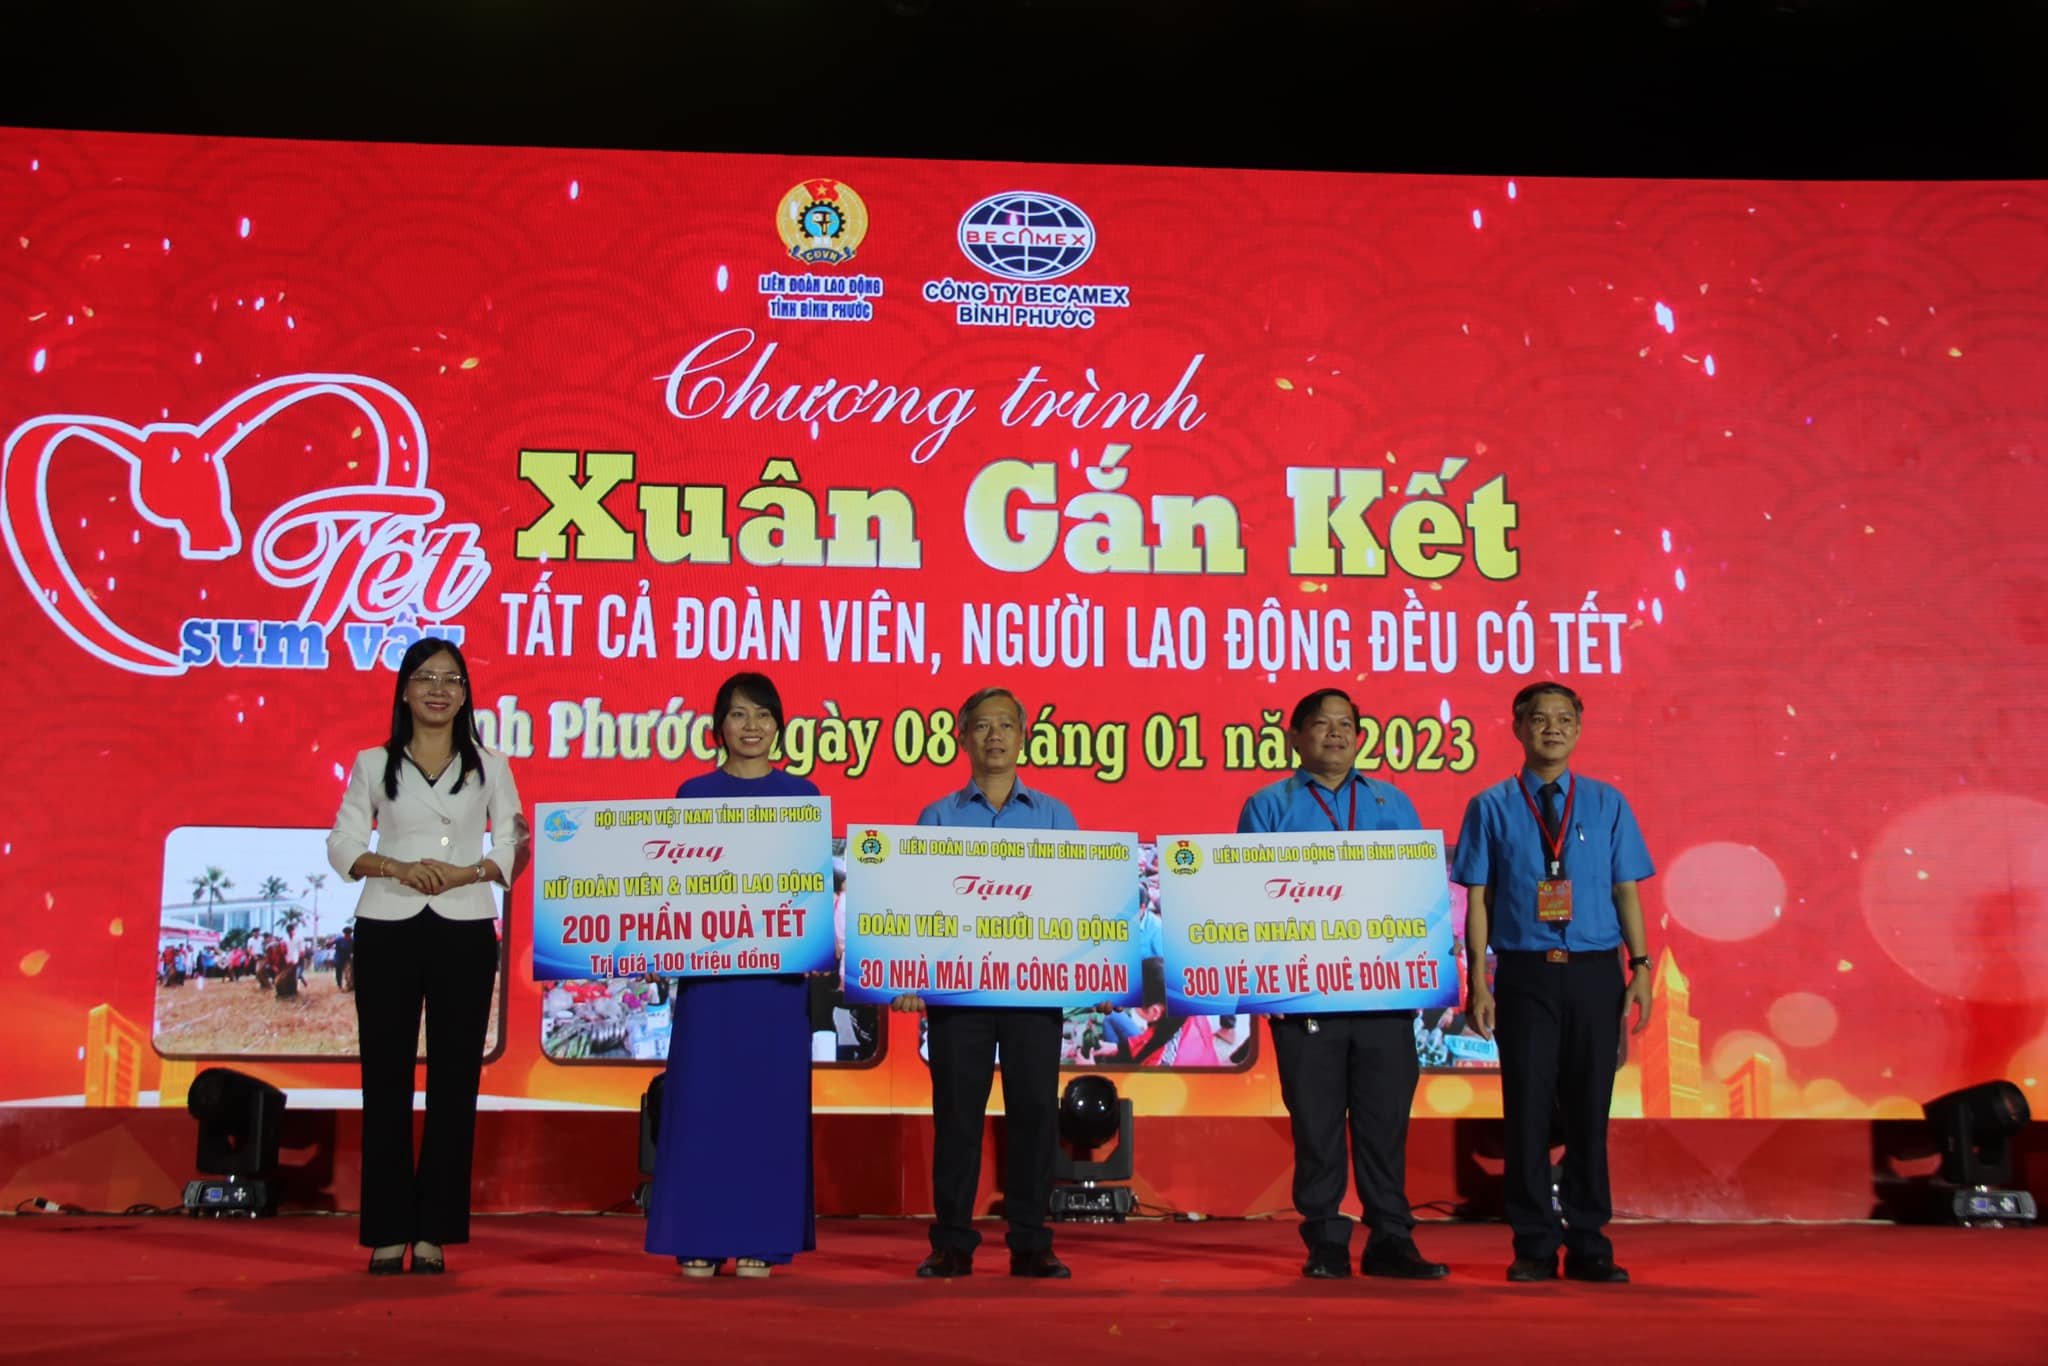 CĐVN
LIÊN ĐOÀN LAO ĐỘNG
TỈNH BÌNH PHƯỚC
BECAMEX
CÔNG TY BECAMEX
BÌNH PHƯỚC
Chương trình
Xuân Gắn Kết
Tết
sum vầy
TẤT CẢ ĐOÀN VIÊN, NGƯỜI LAO ĐỘNG ĐỀU CÓ TẾT
nh Phước, ngày 08 tháng 01 năm 2023
HỘI LHPN VIỆT NAM TỈNH BÌNH PHƯỚC
Tặng
NỮ ĐOÀN VIÊN & NGƯỜI LAO ĐỘNG
200 PHẦN QUÀ TẾT
Trị giá 100 triệu đồng
LIÊN ĐOÀN LAO ĐỘNG TỈNH BÌNH PHƯỚC
Tặng
ĐOÀN VIÊN - NGƯỜI LAO ĐỘNG
30 NHÀ MÁI ẤM CÔNG ĐOÀN
LIÊN ĐOÀN LAO ĐỘNG TỈNH BÌNH PHƯỚC
Tặng
CÔNG NHÂN LAO ĐỘNG
300 VÉ XE VỀ QUÊ ĐÓN TẾT